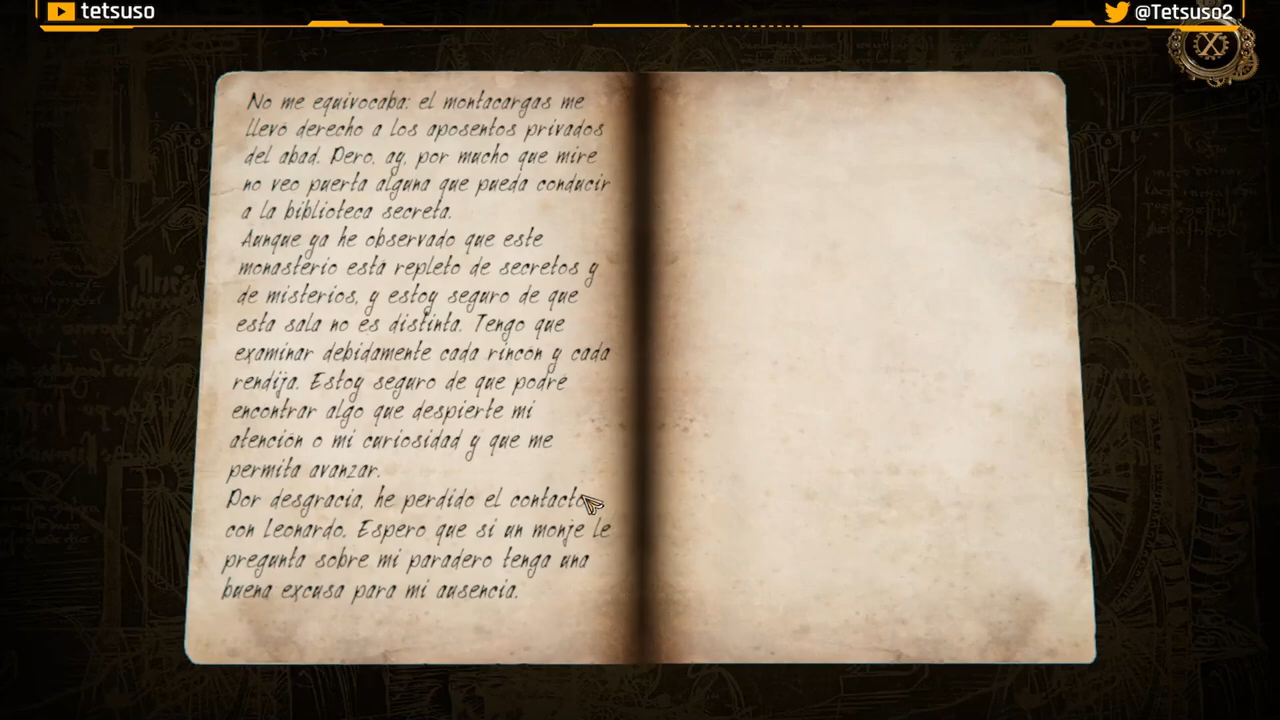 tetsuso
@Tetsuso2
No me equivocaba: el montacargas me
llevó derecho a los aposentos privados
del abad. Pero, ay, por mucho que mire
no veo puerta alguna que pueda conducir
a la biblioteca secreta.
Aunque ya he observado que este
monasterio está repleto de secretos y
de misterios, y estoy seguro de que
esta sala no es distinta. Tengo que
examinar debidamente cada rincón y cada
rendija. Estoy seguro de que podré
encontrar algo que despierte mi
atención o mi curiosidad y que me
permita avanzar.
Por desgracia, he perdido el contacto
con Leonardo. Espero que si un monje le
pregunta sobre mi paradero tenga una
buena excusa para mi ausencia.